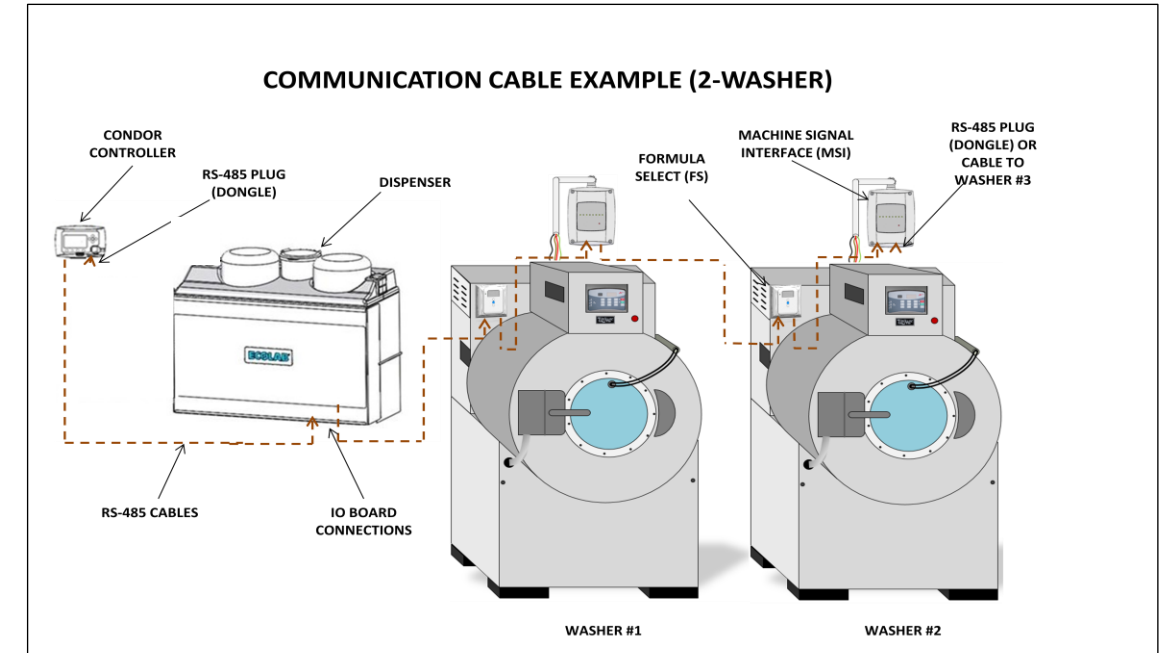 COMMUNICATION CABLE EXAMPLE (2-WASHER)
CONDOR
CONTROLLER
RS-485 PLUG
(DONGLE)
DISPENSER
FORMULA
SELECT (FS)
MACHINE SIGNAL
INTERFACE (MSI)
RS-485 PLUG
(DONGLE) OR
CABLE TO
WASHER #3
ECOLAB
RS-485 CABLES
IO BOARD
CONNECTIONS
WASHER #1
WASHER #2